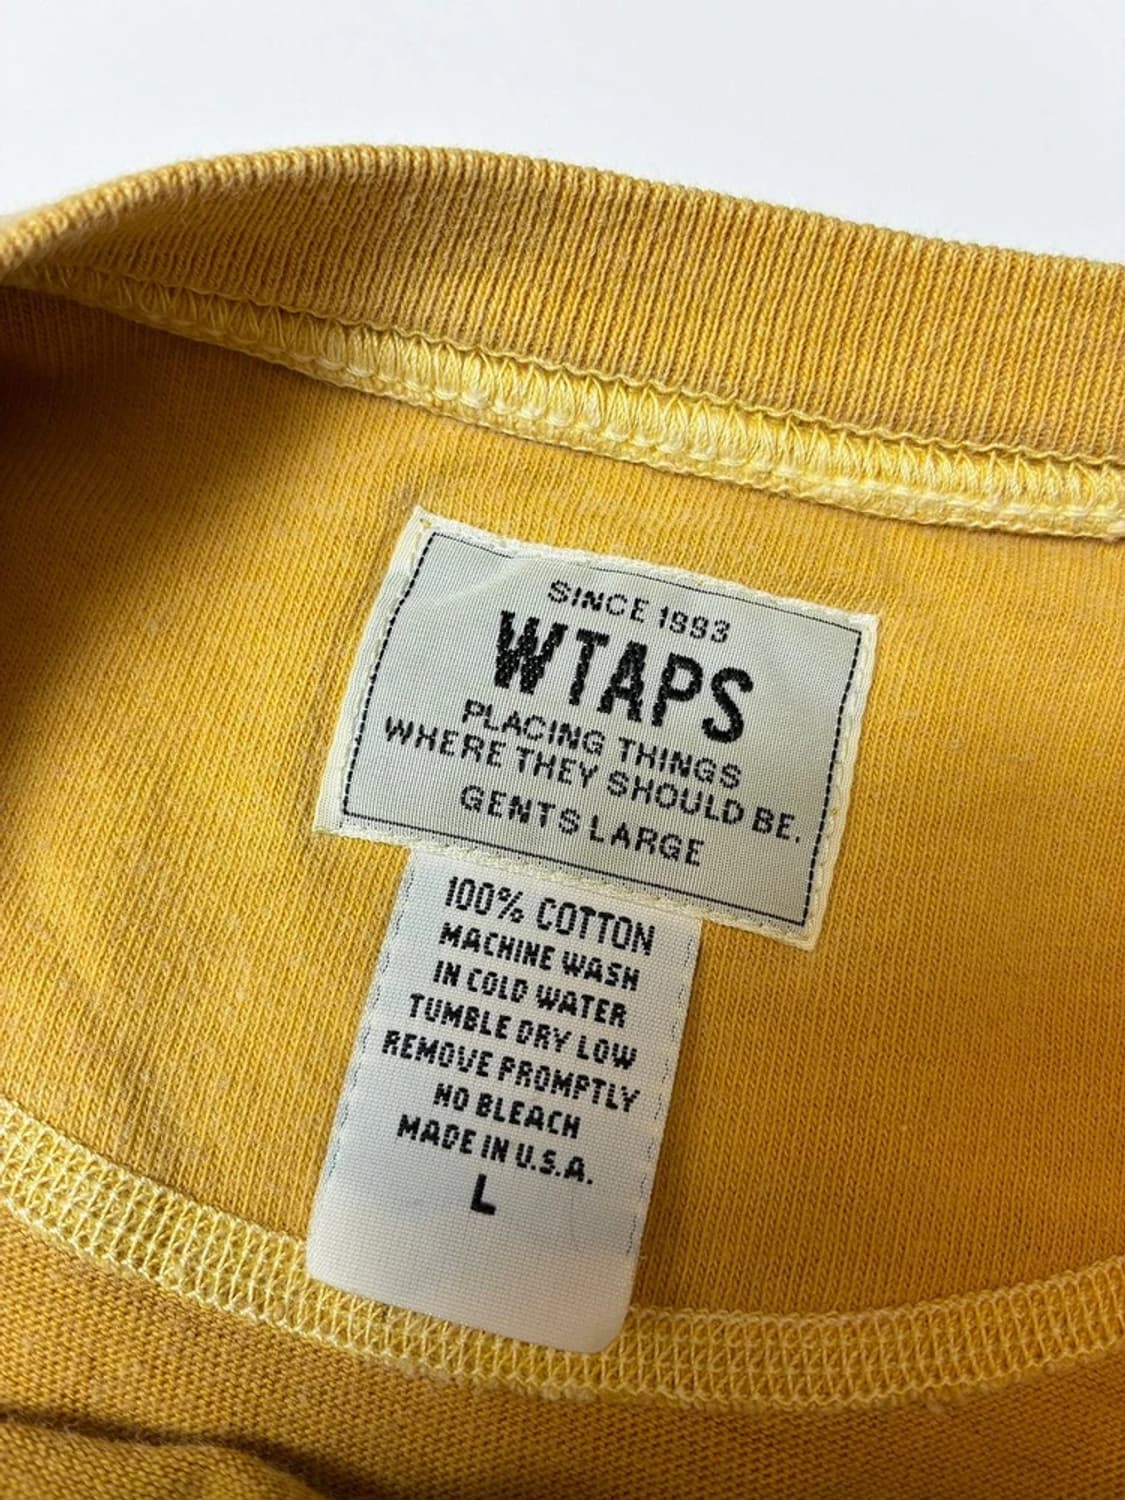 SINCE 1993
WTAPS
PLACING THINGS
WHERE THEY SHOULD BE.
GENTS LARGE
100% COTTON
MACHINE WASH
IN COLD WATER
TUMBLE DRY LOW
REMOVE PROMPTLY
NO BLEACH
MADE IN U.S.A.
L